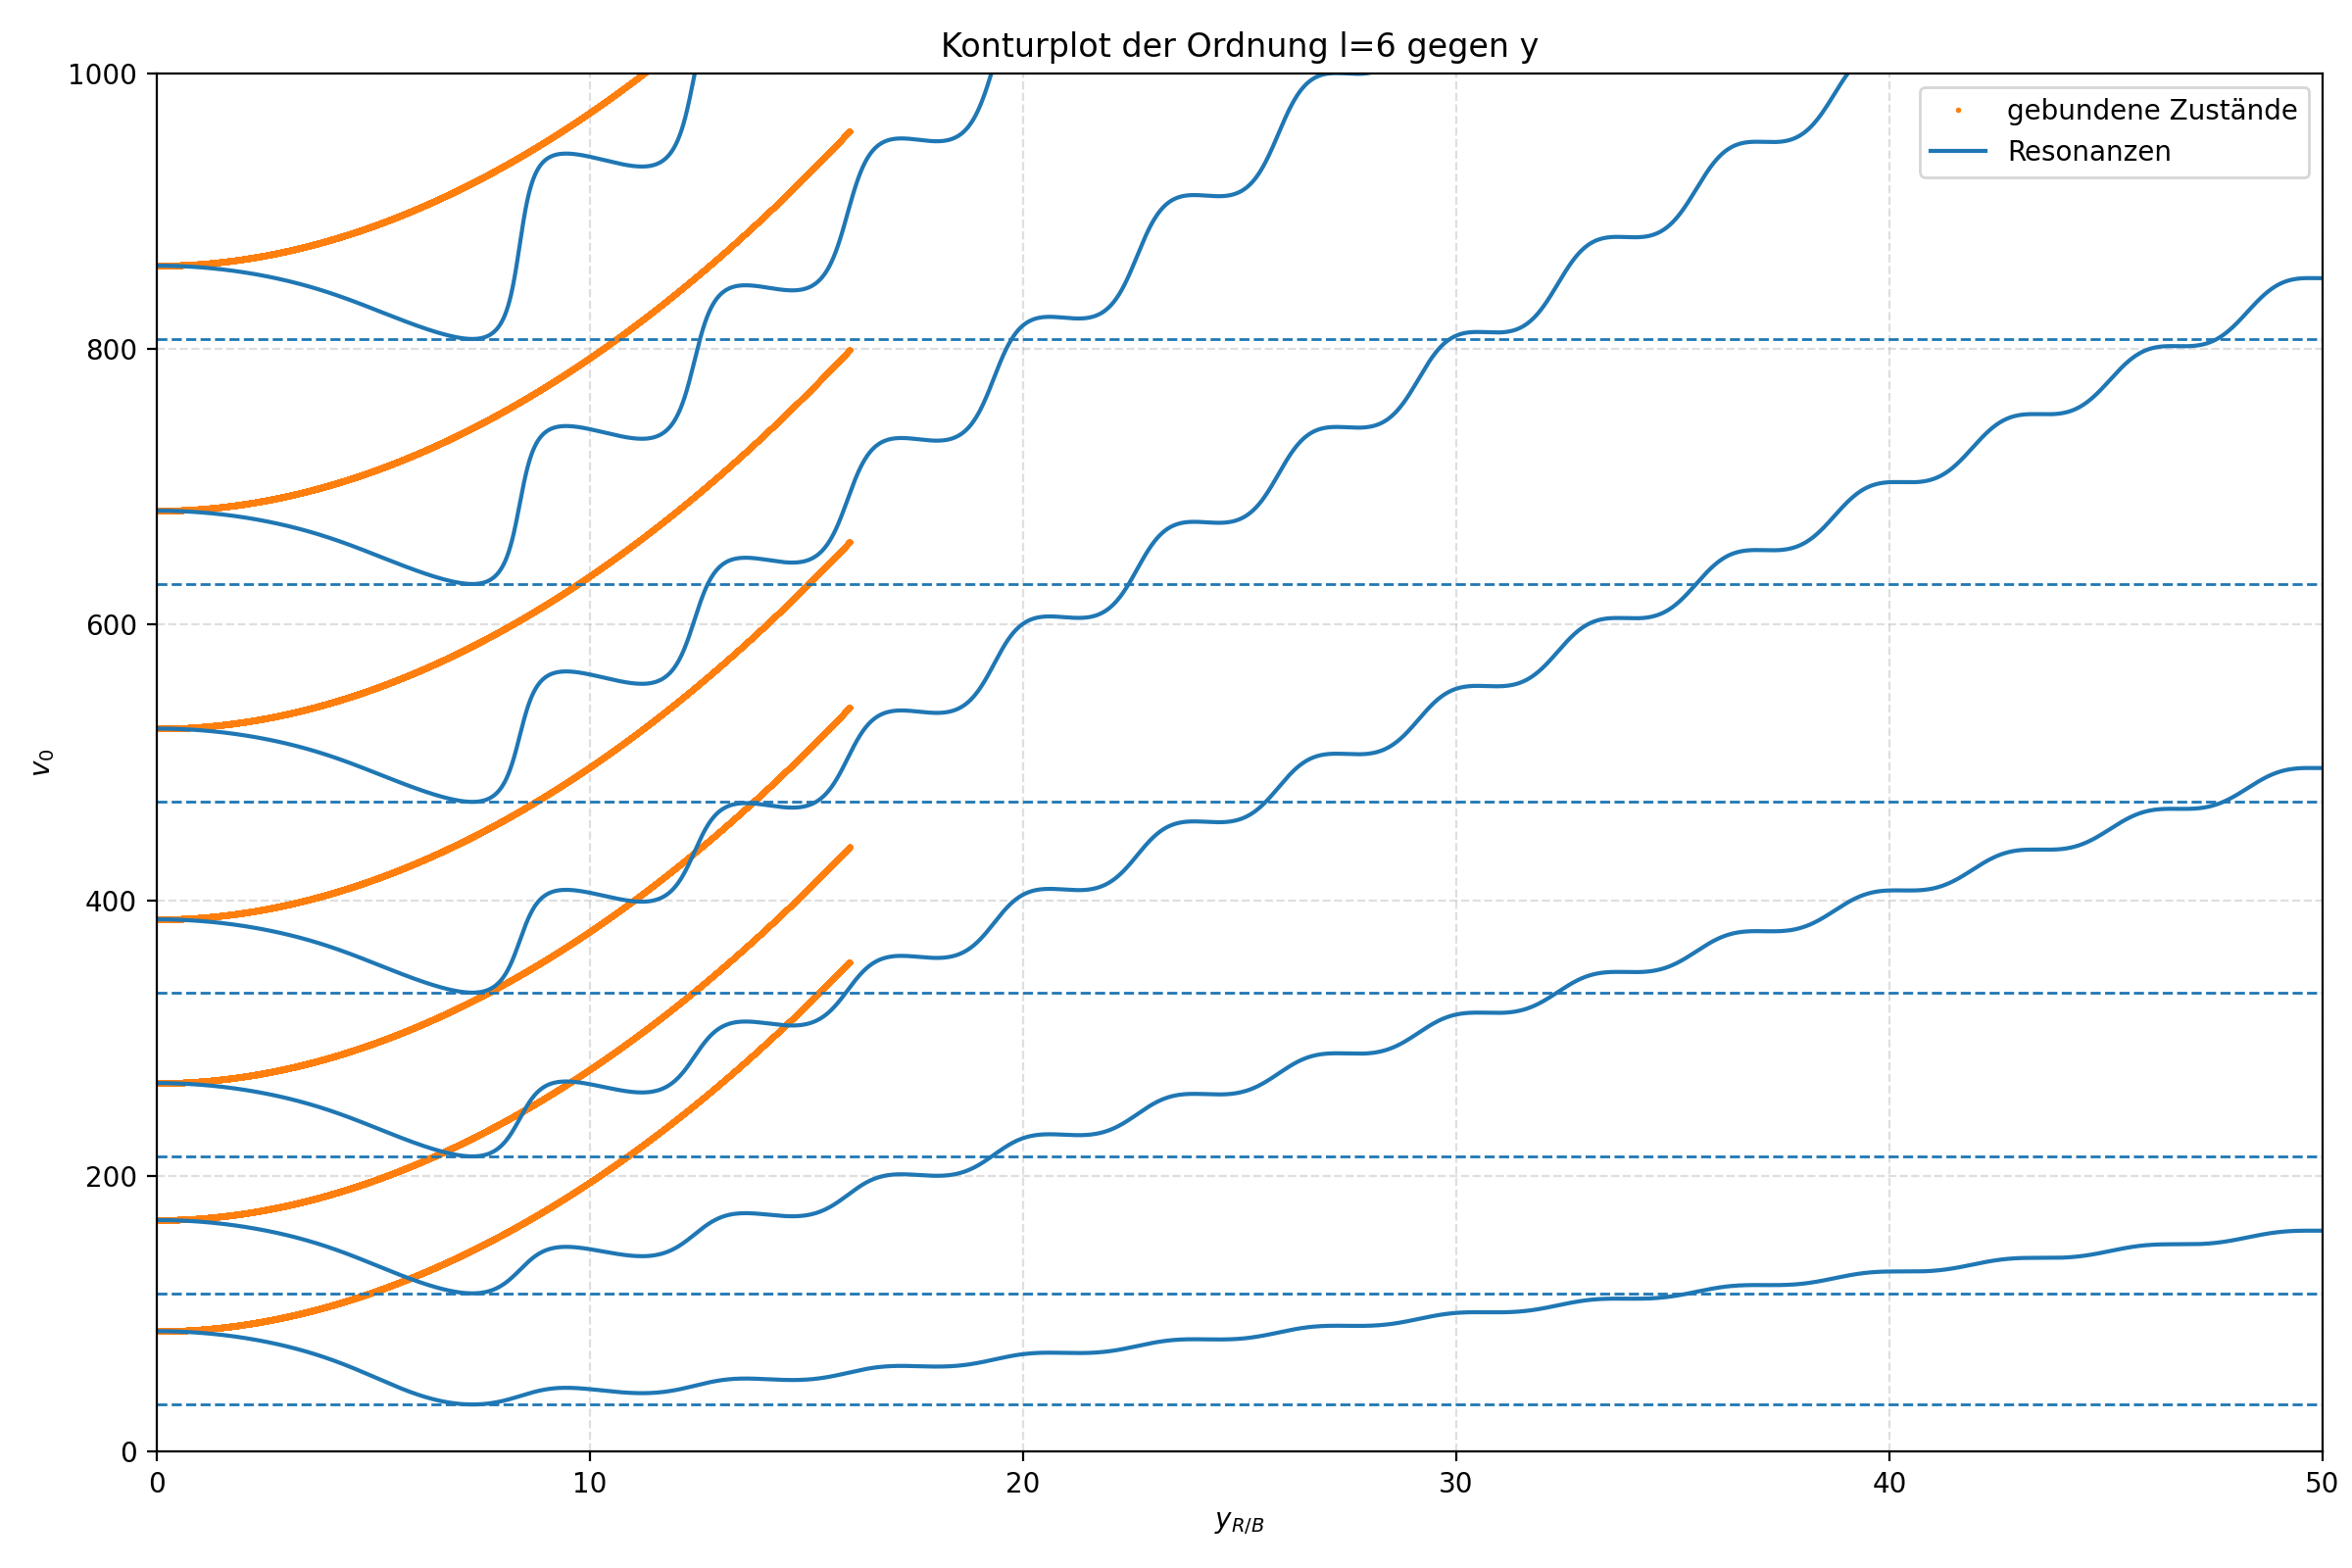 Konturplot der Ordnung l=6 gegen y
1000
800
600
400
200
0
v₀
gebundene Zustände
Resonanzen
0 10 20 30 40 50
y_{R/B}